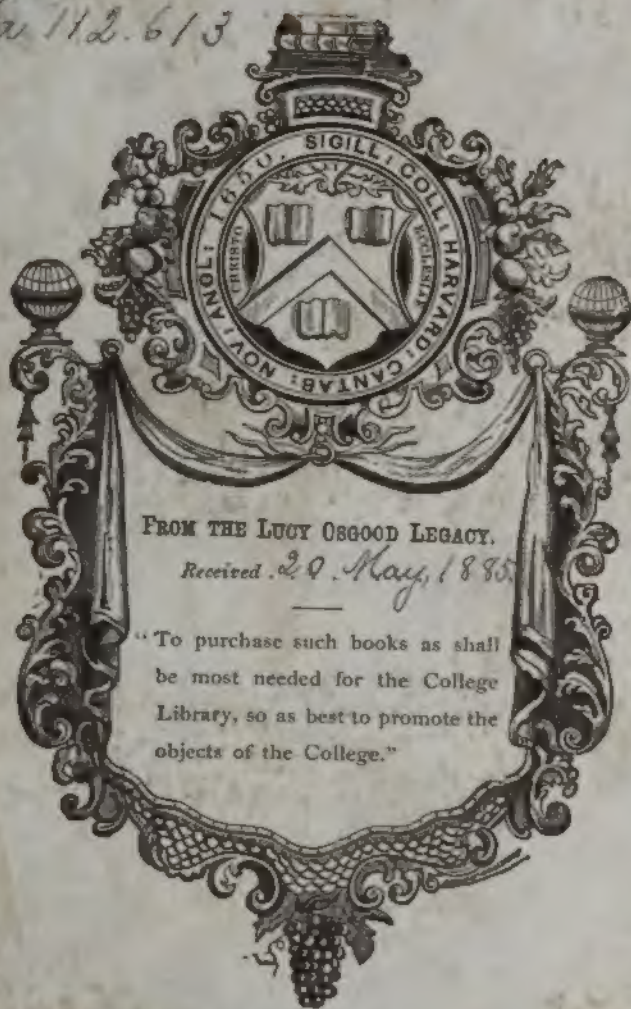 112.613
SIGILL: COLL: HARVARD: CANTAB: NOV: ANGL: 1650.
CHRISTO
ET
ECCLESIAE
FROM THE LUCY OSGOOD LEGACY.
Received. 20. May, 1885.
"To purchase such books as shall
be most needed for the College
Library, so as best to promote the
objects of the College."